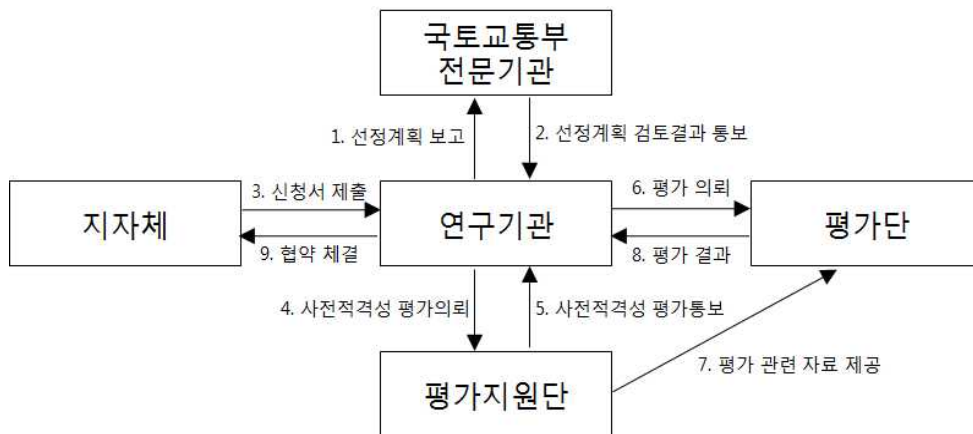 국토교통부
전문기관
1. 선정계획 보고
2. 선정계획 검토결과 통보
지자체
3. 신청서 제출
연구기관
6. 평가 의뢰
평가단
9. 협약 체결
8. 평가 결과
4. 사전적격성 평가의뢰
5. 사전적격성 평가통보
7. 평가 관련 자료 제공
평가지원단